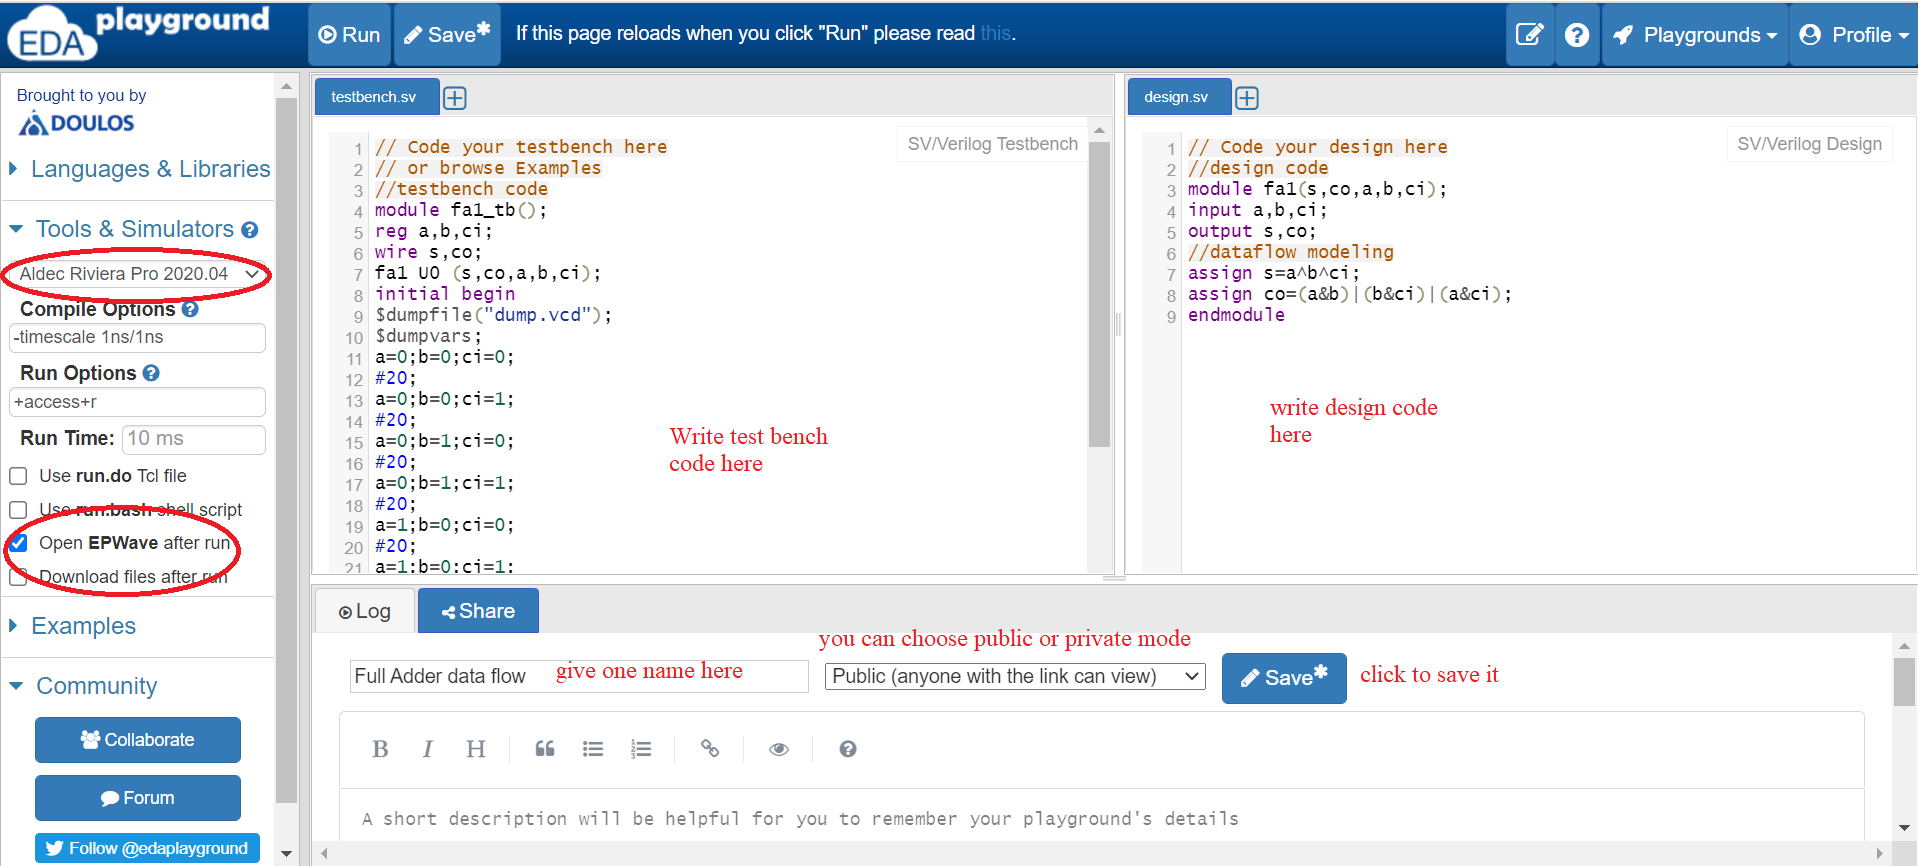 EDA playground
Run
Save*
If this page reloads when you click "Run" please read this.
Playgrounds
Profile
Brought to you by
DOULOS
Languages & Libraries
Tools & Simulators
Aldec Riviera Pro 2020.04
Compile Options
-timescale 1ns/1ns
Run Options
+access+r
Run Time: 10 ms
Use run.do Tcl file
Use run.bash shell script
Open EPWave after run
Download files after run
Examples
Community
Collaborate
Forum
Follow @edaplayground
testbench.sv
SV/Verilog Testbench
1 // Code your testbench here
2 // or browse Examples
3 //testbench code
4 module fa1_tb();
5 reg a,b,ci;
6 wire s,co;
7 fa1 U0 (s,co,a,b,ci);
8 initial begin
9 $dumpfile("dump.vcd");
10 $dumpvars;
11 a=0;b=0;ci=0;
12 #20;
13 a=0;b=0;ci=1;
14 #20;
15 a=0;b=1;ci=0;
16 #20;
17 a=0;b=1;ci=1;
18 #20;
19 a=1;b=0;ci=0;
20 #20;
21 a=1;b=0;ci=1;
Write test bench
code here
design.sv
SV/Verilog Design
1 // Code your design here
2 //design code
3 module fa1(s,co,a,b,ci);
4 input a,b,ci;
5 output s,co;
6 //dataflow modeling
7 assign s=a^b^ci;
8 assign co=(a&b)|(b&ci)|(a&ci);
9 endmodule
write design code
here
Log
Share
you can choose public or private mode
Full Adder data flow
give one name here
Public (anyone with the link can view)
Save*
click to save it
B I H
A short description will be helpful for you to remember your playground's details